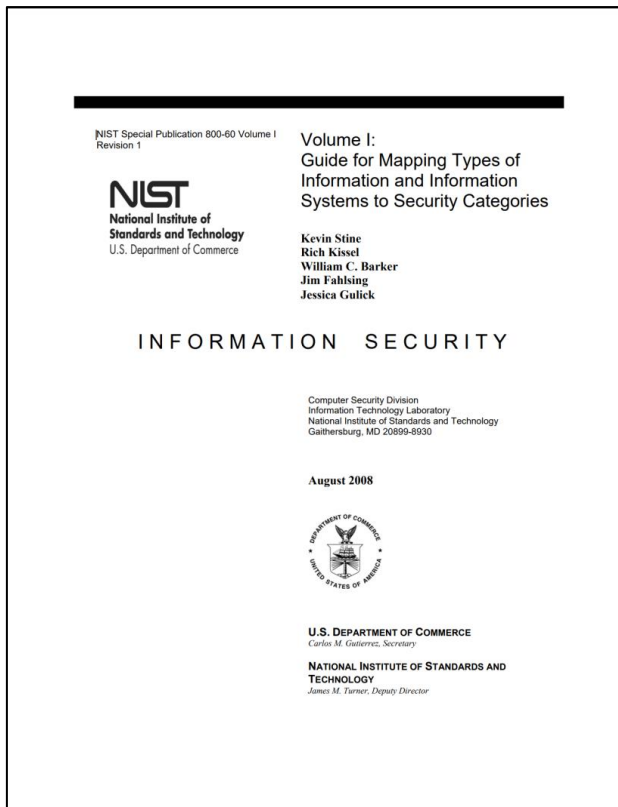 NIST Special Publication 800-60 Volume I
Revision 1
NIST
National Institute of
Standards and Technology
U.S. Department of Commerce
Volume I:
Guide for Mapping Types of
Information and Information
Systems to Security Categories
Kevin Stine
Rich Kissel
William C. Barker
Jim Fahlsing
Jessica Gulick
INFORMATION SECURITY
Computer Security Division
Information Technology Laboratory
National Institute of Standards and Technology
Gaithersburg, MD 20899-8930
August 2008
DEPARTMENT OF COMMERCE
UNITED STATES OF AMERICA
U.S. DEPARTMENT OF COMMERCE
Carlos M. Gutierrez, Secretary
NATIONAL INSTITUTE OF STANDARDS AND
TECHNOLOGY
James M. Turner, Deputy Director